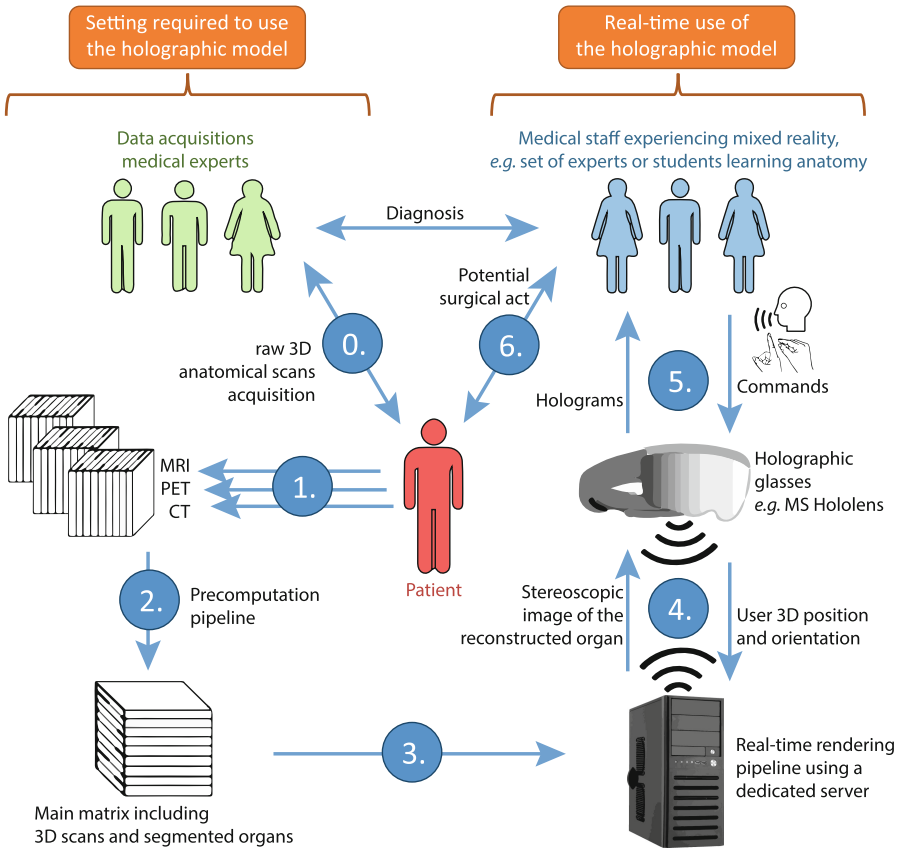 Setting required to use
the holographic model
Real-time use of
the holographic model
Data acquisitions
medical experts
Medical staff experiencing mixed reality,
e.g. set of experts or students learning anatomy
Diagnosis
Potential
surgical act
0.
6.
raw 3D
anatomical scans
acquisition
Holograms
5.
Commands
MRI
PET
CT
1.
Holographic
glasses
e.g. MS Hololens
Patient
2.
Precomputation
pipeline
Stereoscopic
image of the
reconstructed organ
4.
User 3D position
and orientation
3.
Real-time rendering
pipeline using a
dedicated server
Main matrix including
3D scans and segmented organs